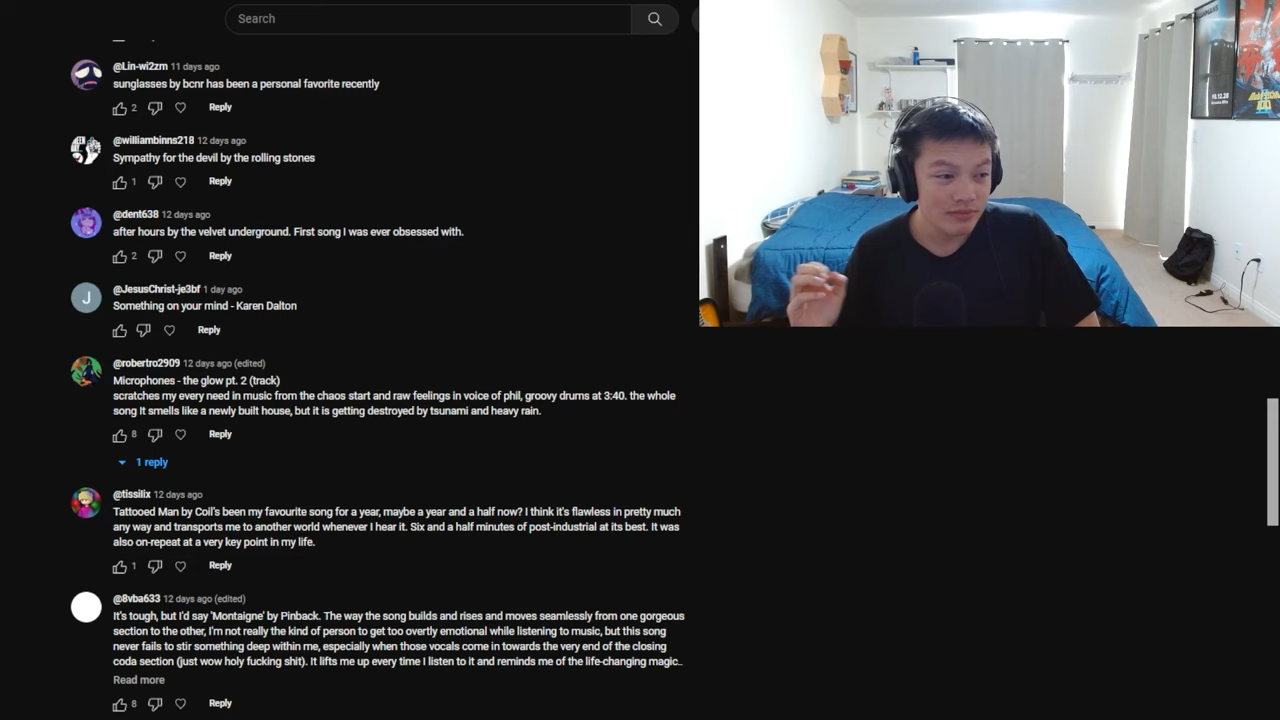 Search
@Lin-wi2zm 11 days ago
sunglasses by bcnr has been a personal favorite recently
2 Reply
@williambinns218 12 days ago
Sympathy for the devil by the rolling stones
1 Reply
@dent638 12 days ago
after hours by the velvet underground. First song I was ever obsessed with.
2 Reply
J
@JesusChrist-je3bf 1 day ago
Something on your mind - Karen Dalton
Reply
@robertro2909 12 days ago (edited)
Microphones - the glow pt. 2 (track)
scratches my every need in music from the chaos start and raw feelings in voice of phil, groovy drums at 3:40. the whole
song It smells like a newly built house, but it is getting destroyed by tsunami and heavy rain.
8 Reply
1 reply
@tissilix 12 days ago
Tattooed Man by Coil's been my favourite song for a year, maybe a year and a half now? I think it's flawless in pretty much
any way and transports me to another world whenever I hear it. Six and a half minutes of post-industrial at its best. It was
also on-repeat at a very key point in my life.
1 Reply
@8vba633 12 days ago (edited)
It's tough, but I'd say 'Montaigne' by Pinback. The way the song builds and rises and moves seamlessly from one gorgeous
section to the other, I'm not really the kind of person to get too overtly emotional while listening to music, but this song
never fails to stir something deep within me, especially when those vocals come in towards the very end of the closing
coda section (just wow holy fucking shit). It lifts me up every time I listen to it and reminds me of the life-changing magic...
Read more
8 Reply